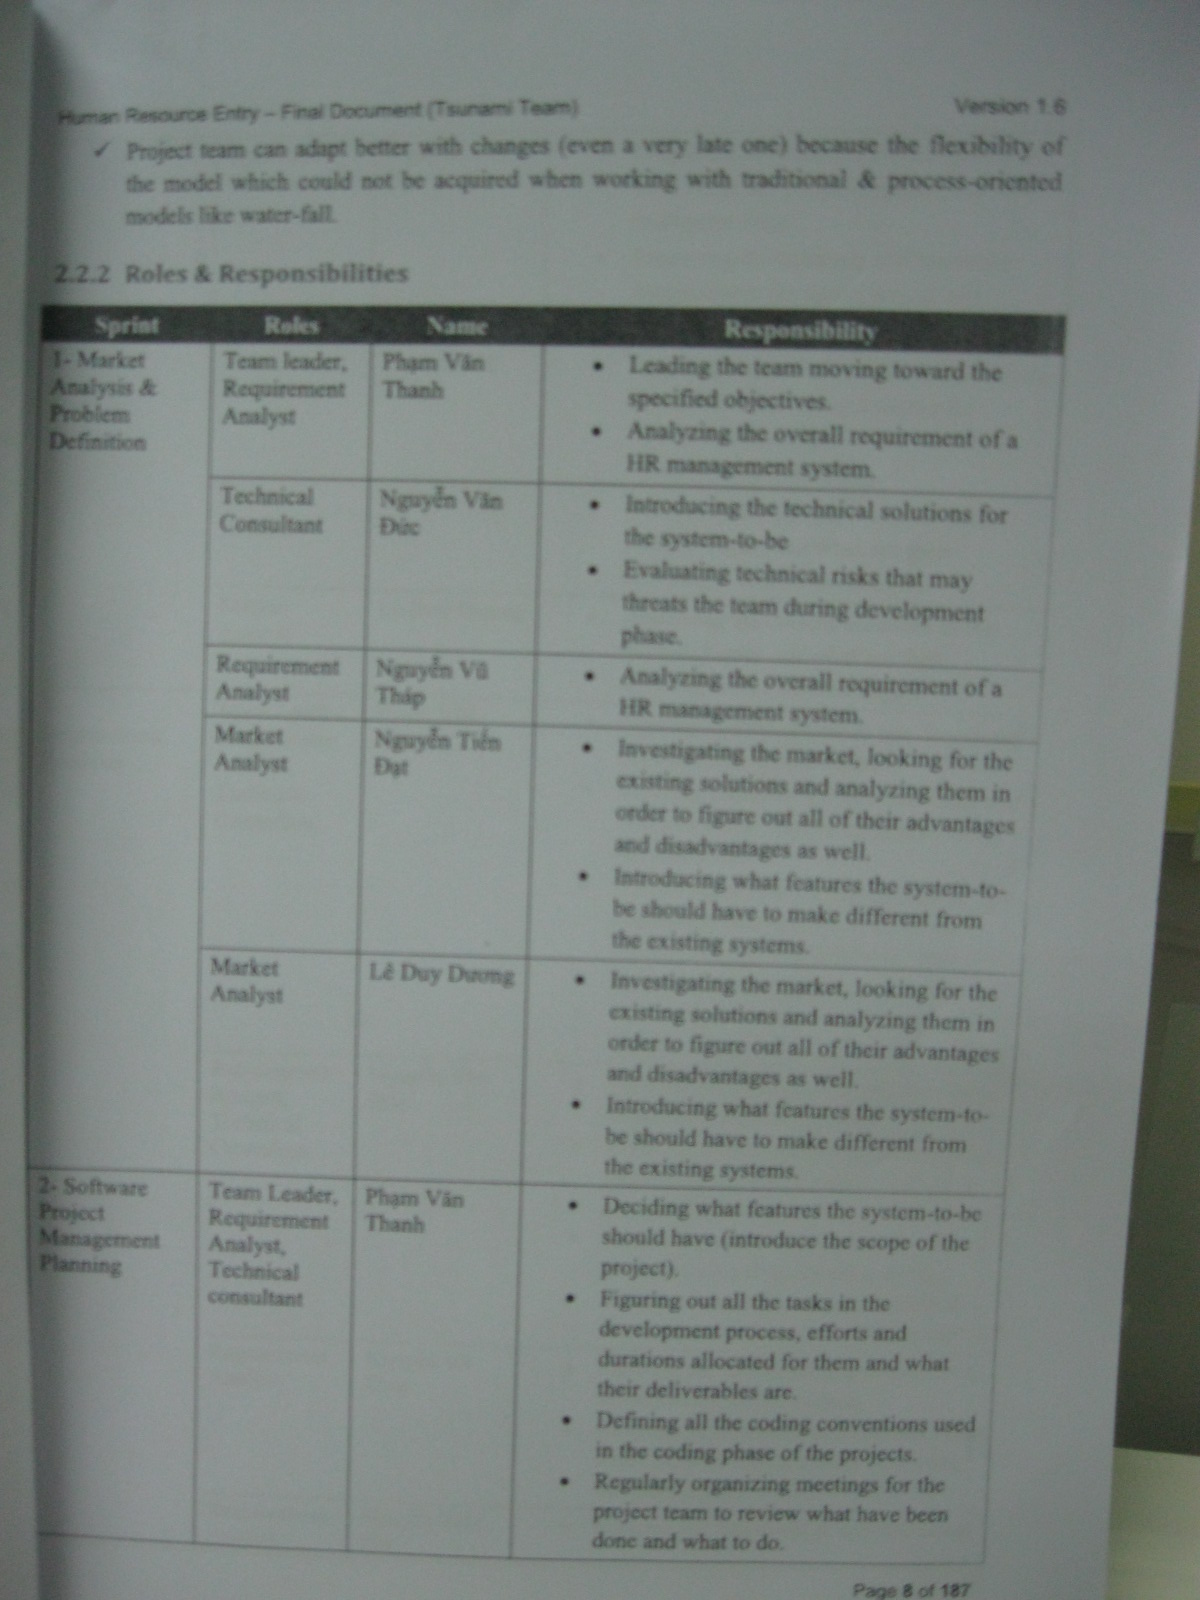 Human Resource Entry – Final Document (Tsunami Team)
Version 1.6
✓ Project team can adapt better with changes (even a very late one) because the flexibility of
the model which could not be acquired when working with traditional & process-oriented
models like water-fall.
2.2.2 Roles & Responsibilities
Sprint Roles Name Responsibility
1- Market
Analysis &
Problem
Definition
Team leader,
Requirement
Analyst
Phạm Văn
Thanh
• Leading the team moving toward the
specified objectives.
• Analyzing the overall requirement of a
HR management system.
Technical
Consultant
Nguyễn Văn
Đức
• Introducing the technical solutions for
the system-to-be
• Evaluating technical risks that may
threats the team during development
phase.
Requirement
Analyst
Nguyễn Vũ
Tháp
• Analyzing the overall requirement of a
HR management system.
Market
Analyst
Nguyễn Tiến
Đạt
• Investigating the market, looking for the
existing solutions and analyzing them in
order to figure out all of their advantages
and disadvantages as well.
• Introducing what features the system-to-
be should have to make different from
the existing systems.
Market
Analyst
Lê Duy Dương
• Investigating the market, looking for the
existing solutions and analyzing them in
order to figure out all of their advantages
and disadvantages as well.
• Introducing what features the system-to-
be should have to make different from
the existing systems.
2- Software
Project
Management
Planning
Team Leader,
Requirement
Analyst,
Technical
consultant
Phạm Văn
Thanh
• Deciding what features the system-to-be
should have (introduce the scope of the
project).
• Figuring out all the tasks in the
development process, efforts and
durations allocated for them and what
their deliverables are.
• Defining all the coding conventions used
in the coding phase of the projects.
• Regularly organizing meetings for the
project team to review what have been
done and what to do.
Page 8 of 187